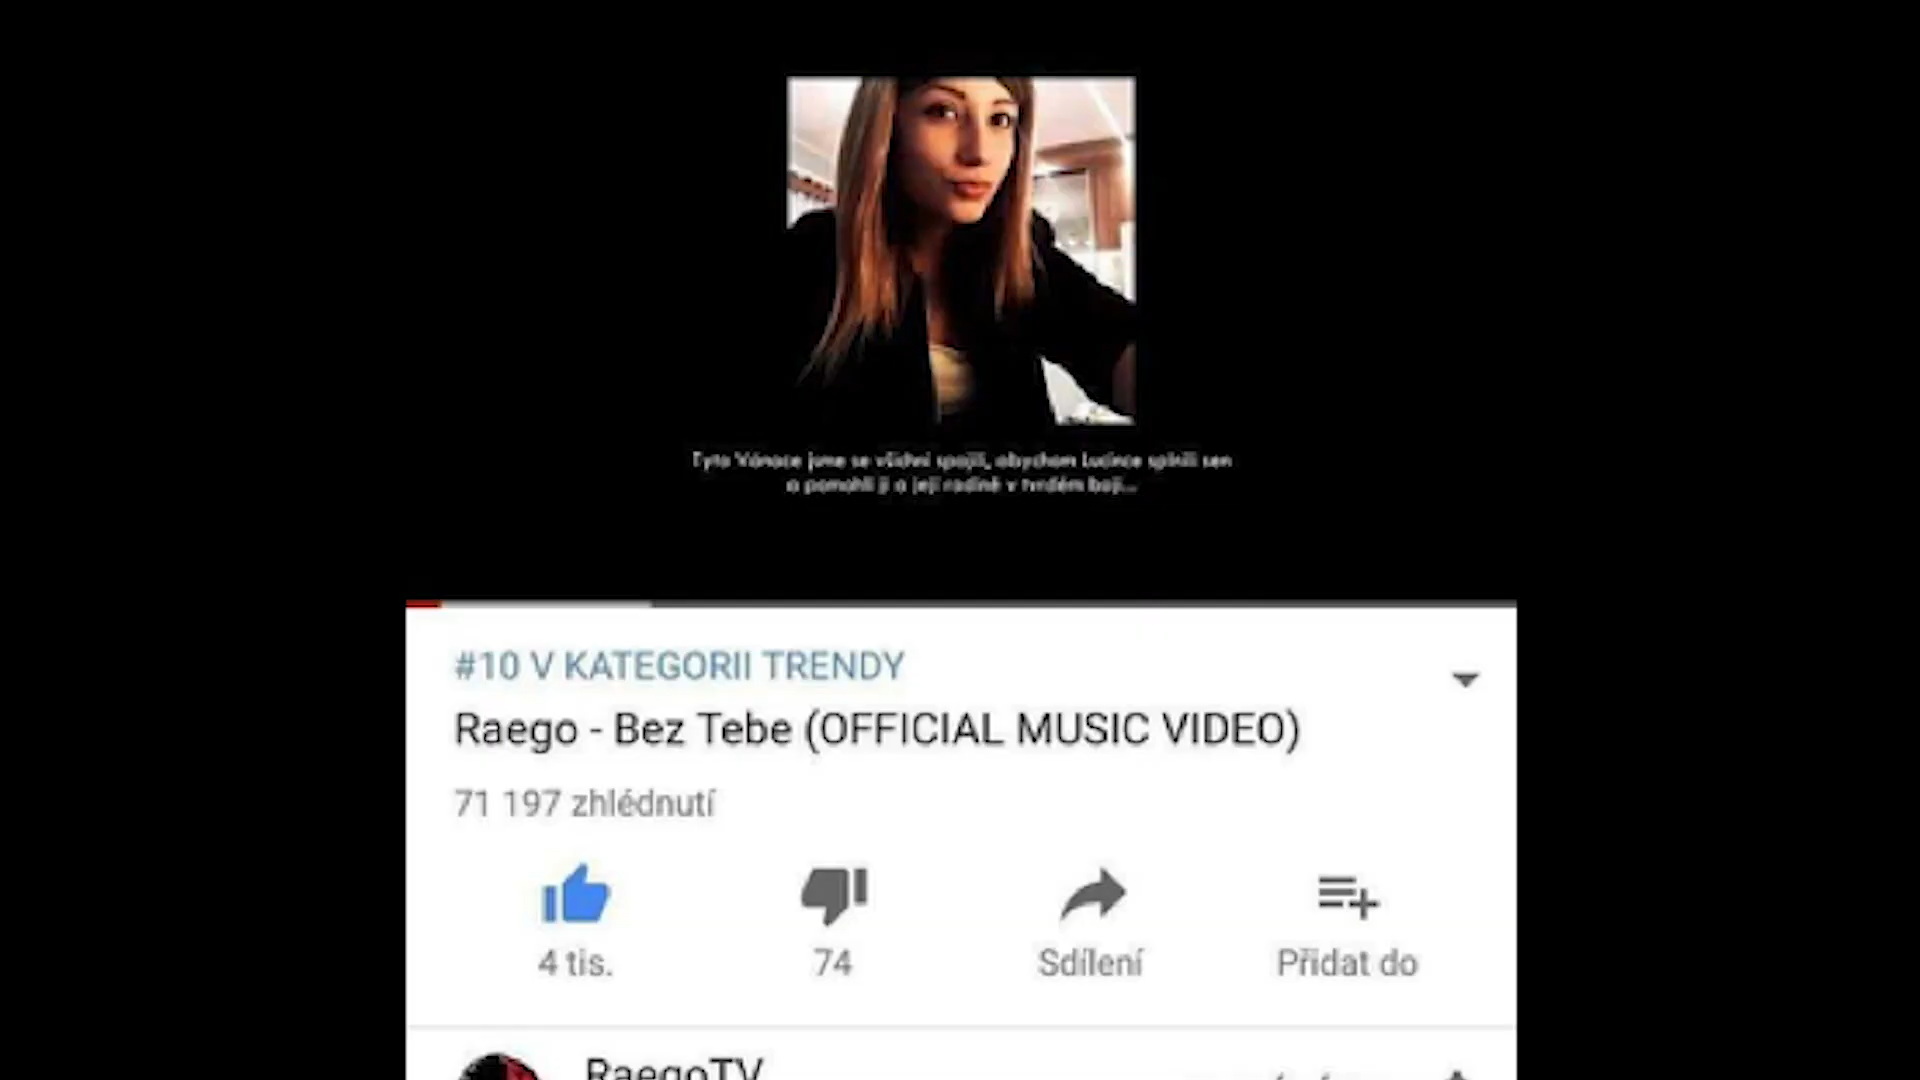 Tyto Vánoce jsme se všichni spojili, abychom Lucince splnili sen
a pomohli jí a její rodině v tvrdém boji...
#10 V KATEGORII TRENDY
Raego - Bez Tebe (OFFICIAL MUSIC VIDEO)
71 197 zhlédnutí
4 tis.
74
Sdílení
Přidat do
RaegoTV